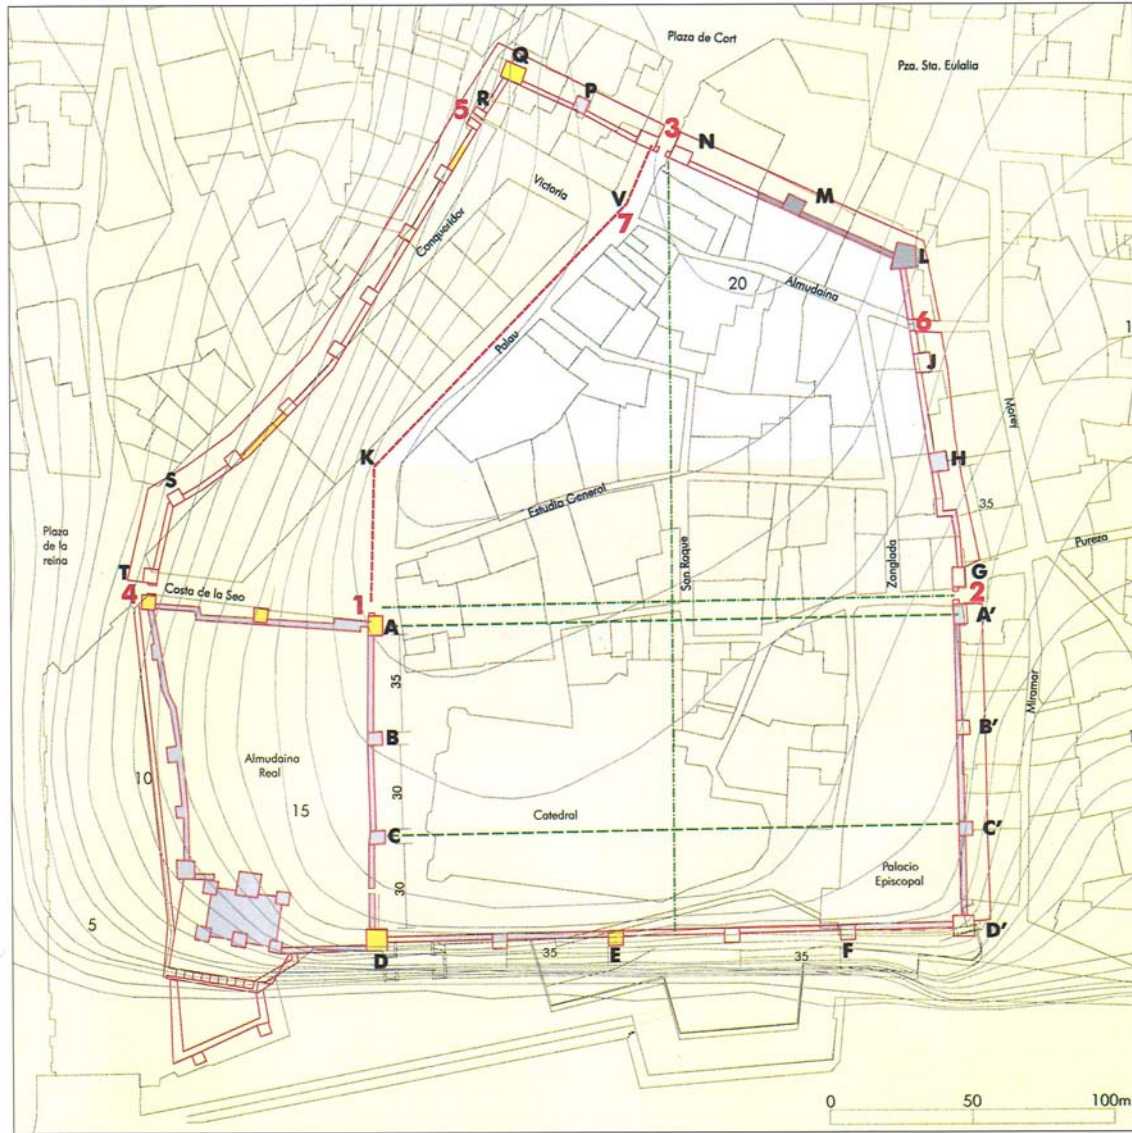 Plaza de Cort
Pza. Sta. Eulalia
Q
P
5
R
3
N
Victoria
V
7
M
Conqueridor
L
20
Almudaina
6
J
Palau
Morey
K
H
S
Estudio General
35
Plaza
de la
reina
San Roque
Zanglada
Pureza
T
G
4
Costa de la Seo
1
2
A
A'
35
Miramar
B
B'
Almudaina
Real
10
30
15
Catedral
C
C'
Palacio
Episcopal
30
5
D
35
E
35
F
D'
0
50
100m